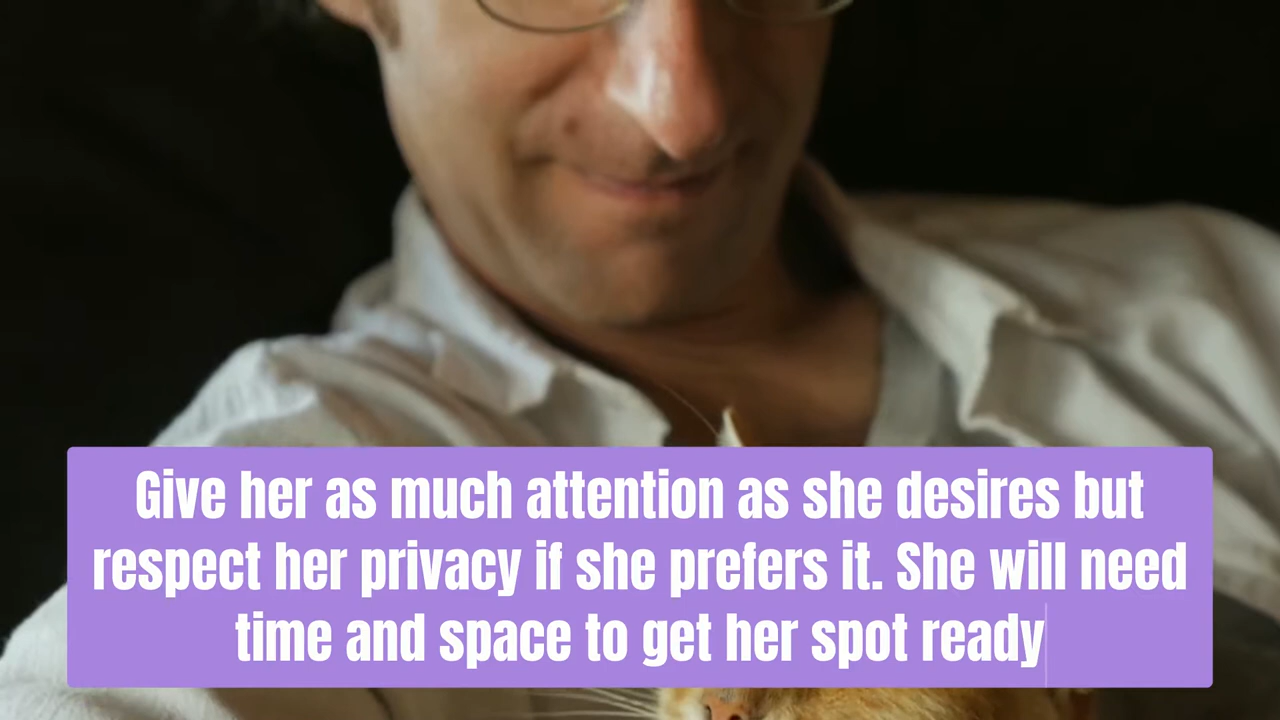 Give her as much attention as she desires but
respect her privacy if she prefers it. She will need
time and space to get her spot ready